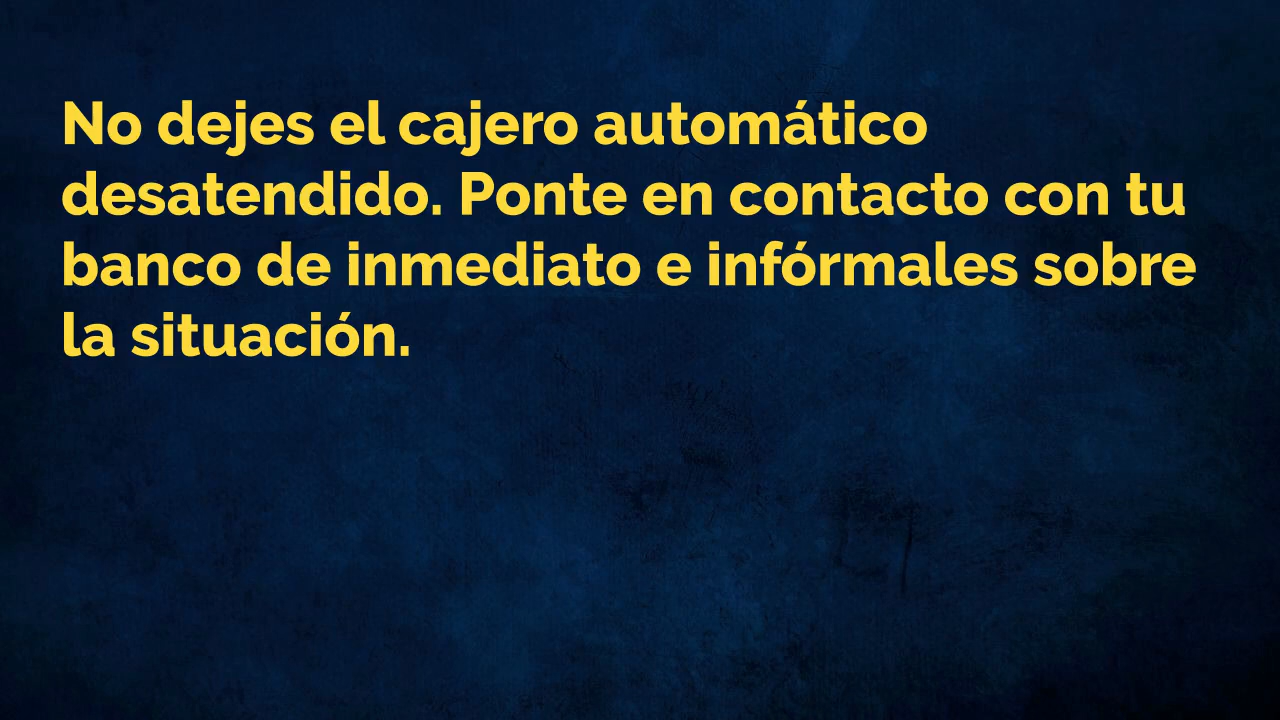 No dejes el cajero automático
desatendido. Ponte en contacto con tu
banco de inmediato e infórmales sobre
la situación.